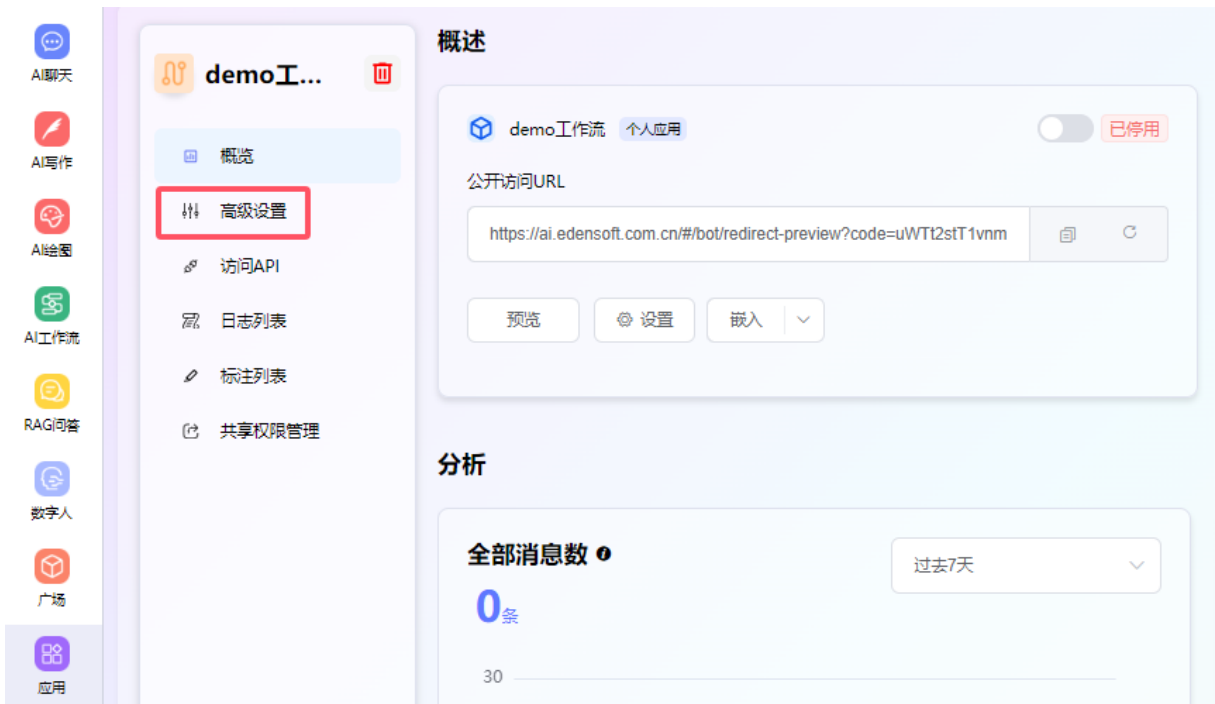 AI聊天
AI写作
AI绘图
AI工作流
RAG问答
数字人
广场
应用
demo工...
概览
高级设置
访问API
日志列表
标注列表
共享权限管理
概述
demo工作流 个人应用 已停用
公开访问URL
https://ai.edensoft.com.cn/#/bot/redirect-preview?code=uWTt2stT1vnm
预览 设置 嵌入
分析
全部消息数 过去7天
0条
30